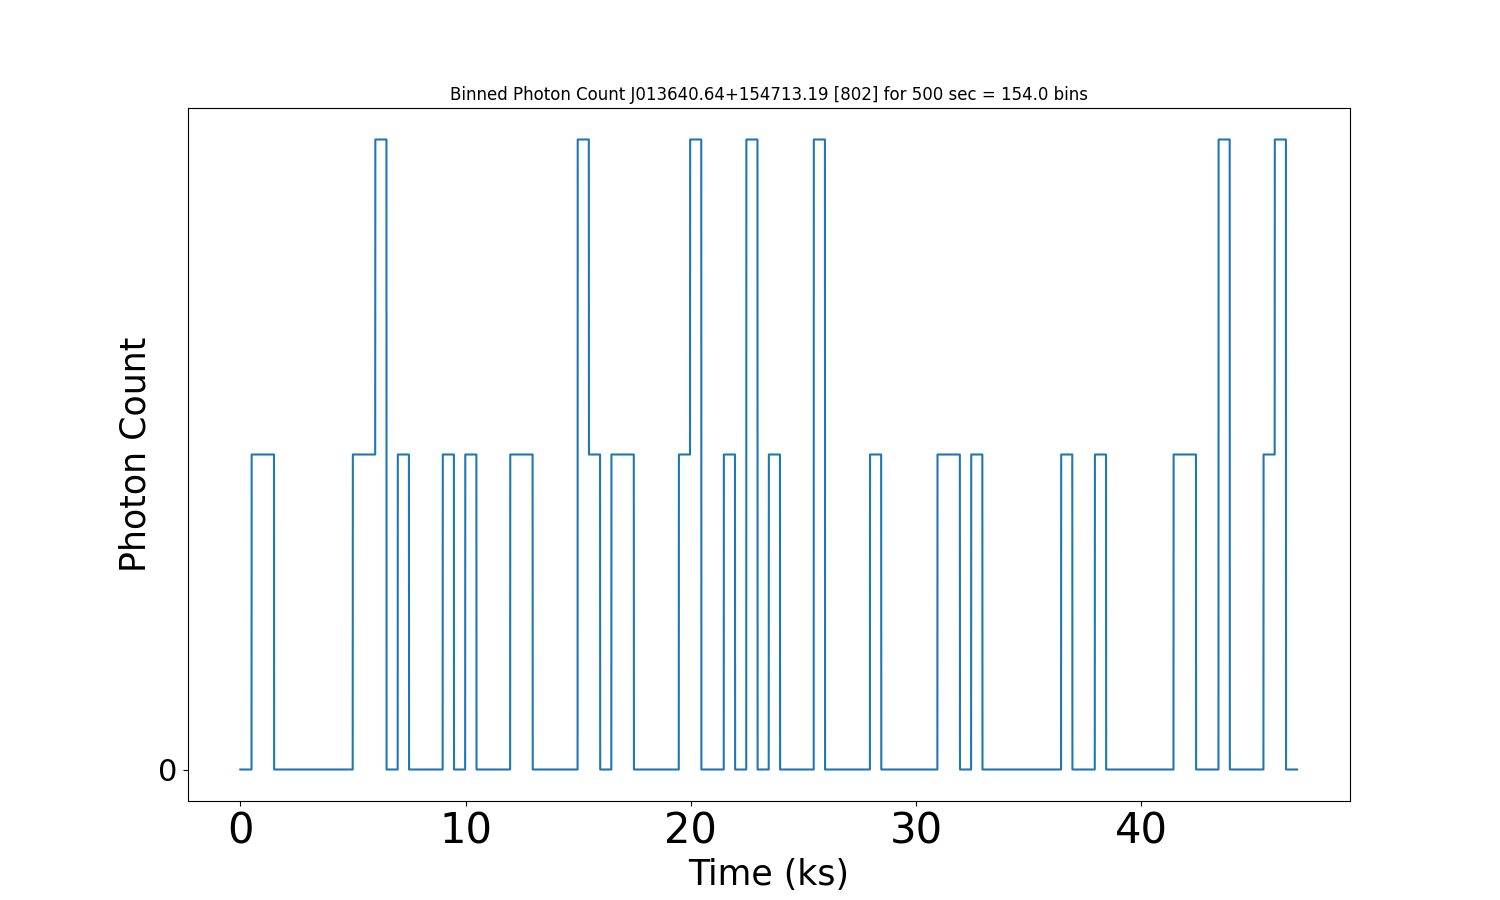 Binned Photon Count J013640.64+154713.19 [802] for 500 sec = 154.0 bins
Photon Count
0
0 10 20 30 40
Time (ks)